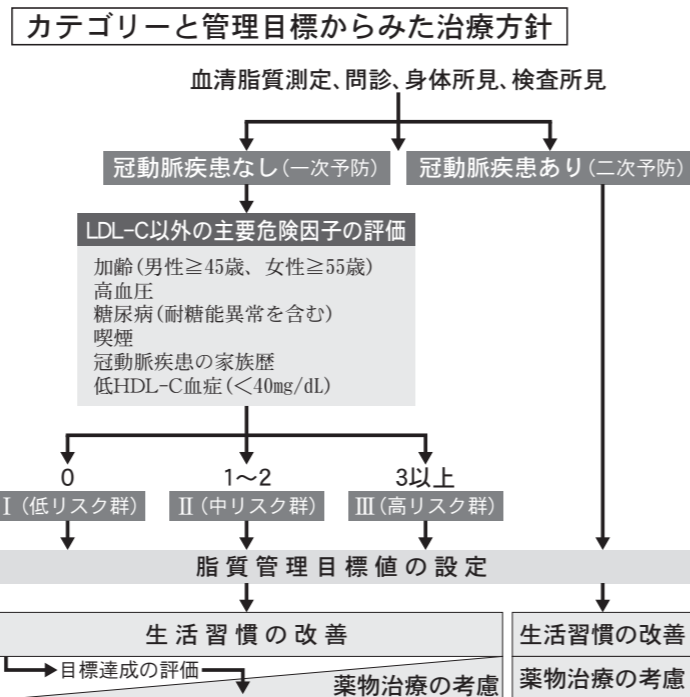 カテゴリーと管理目標からみた治療方針
血清脂質測定、問診、身体所見、検査所見
冠動脈疾患なし(一次予防)
冠動脈疾患あり(二次予防)
LDL-C以外の主要危険因子の評価
加齢(男性≧45歳、女性≧55歳)
高血圧
糖尿病(耐糖能異常を含む)
喫煙
冠動脈疾患の家族歴
低HDL-C血症(<40mg/dL)
0
1〜2
3以上
Ⅰ(低リスク群)
Ⅱ(中リスク群)
Ⅲ(高リスク群)
脂質管理目標値の設定
生活習慣の改善
生活習慣の改善
目標達成の評価
薬物治療の考慮
薬物治療の考慮